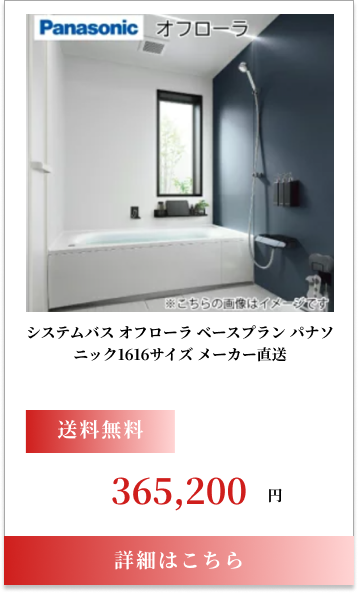 Panasonic オフローラ
※こちらの画像はイメージです
システムバス オフローラ ベースプラン パナソ
ニック1616サイズ メーカー直送
送料無料
365,200 円
詳細はこちら